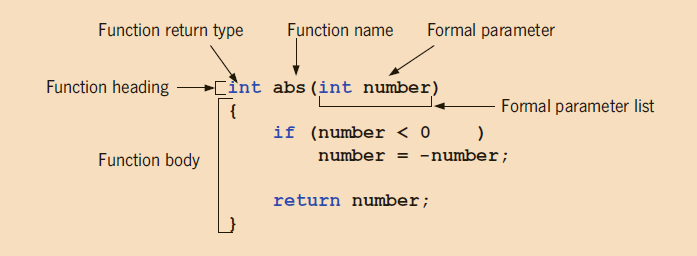 Function return type Function name Formal parameter
Function heading int abs(int number)
Formal parameter list
{
if (number < 0 )
Function body number = -number;
return number;
}